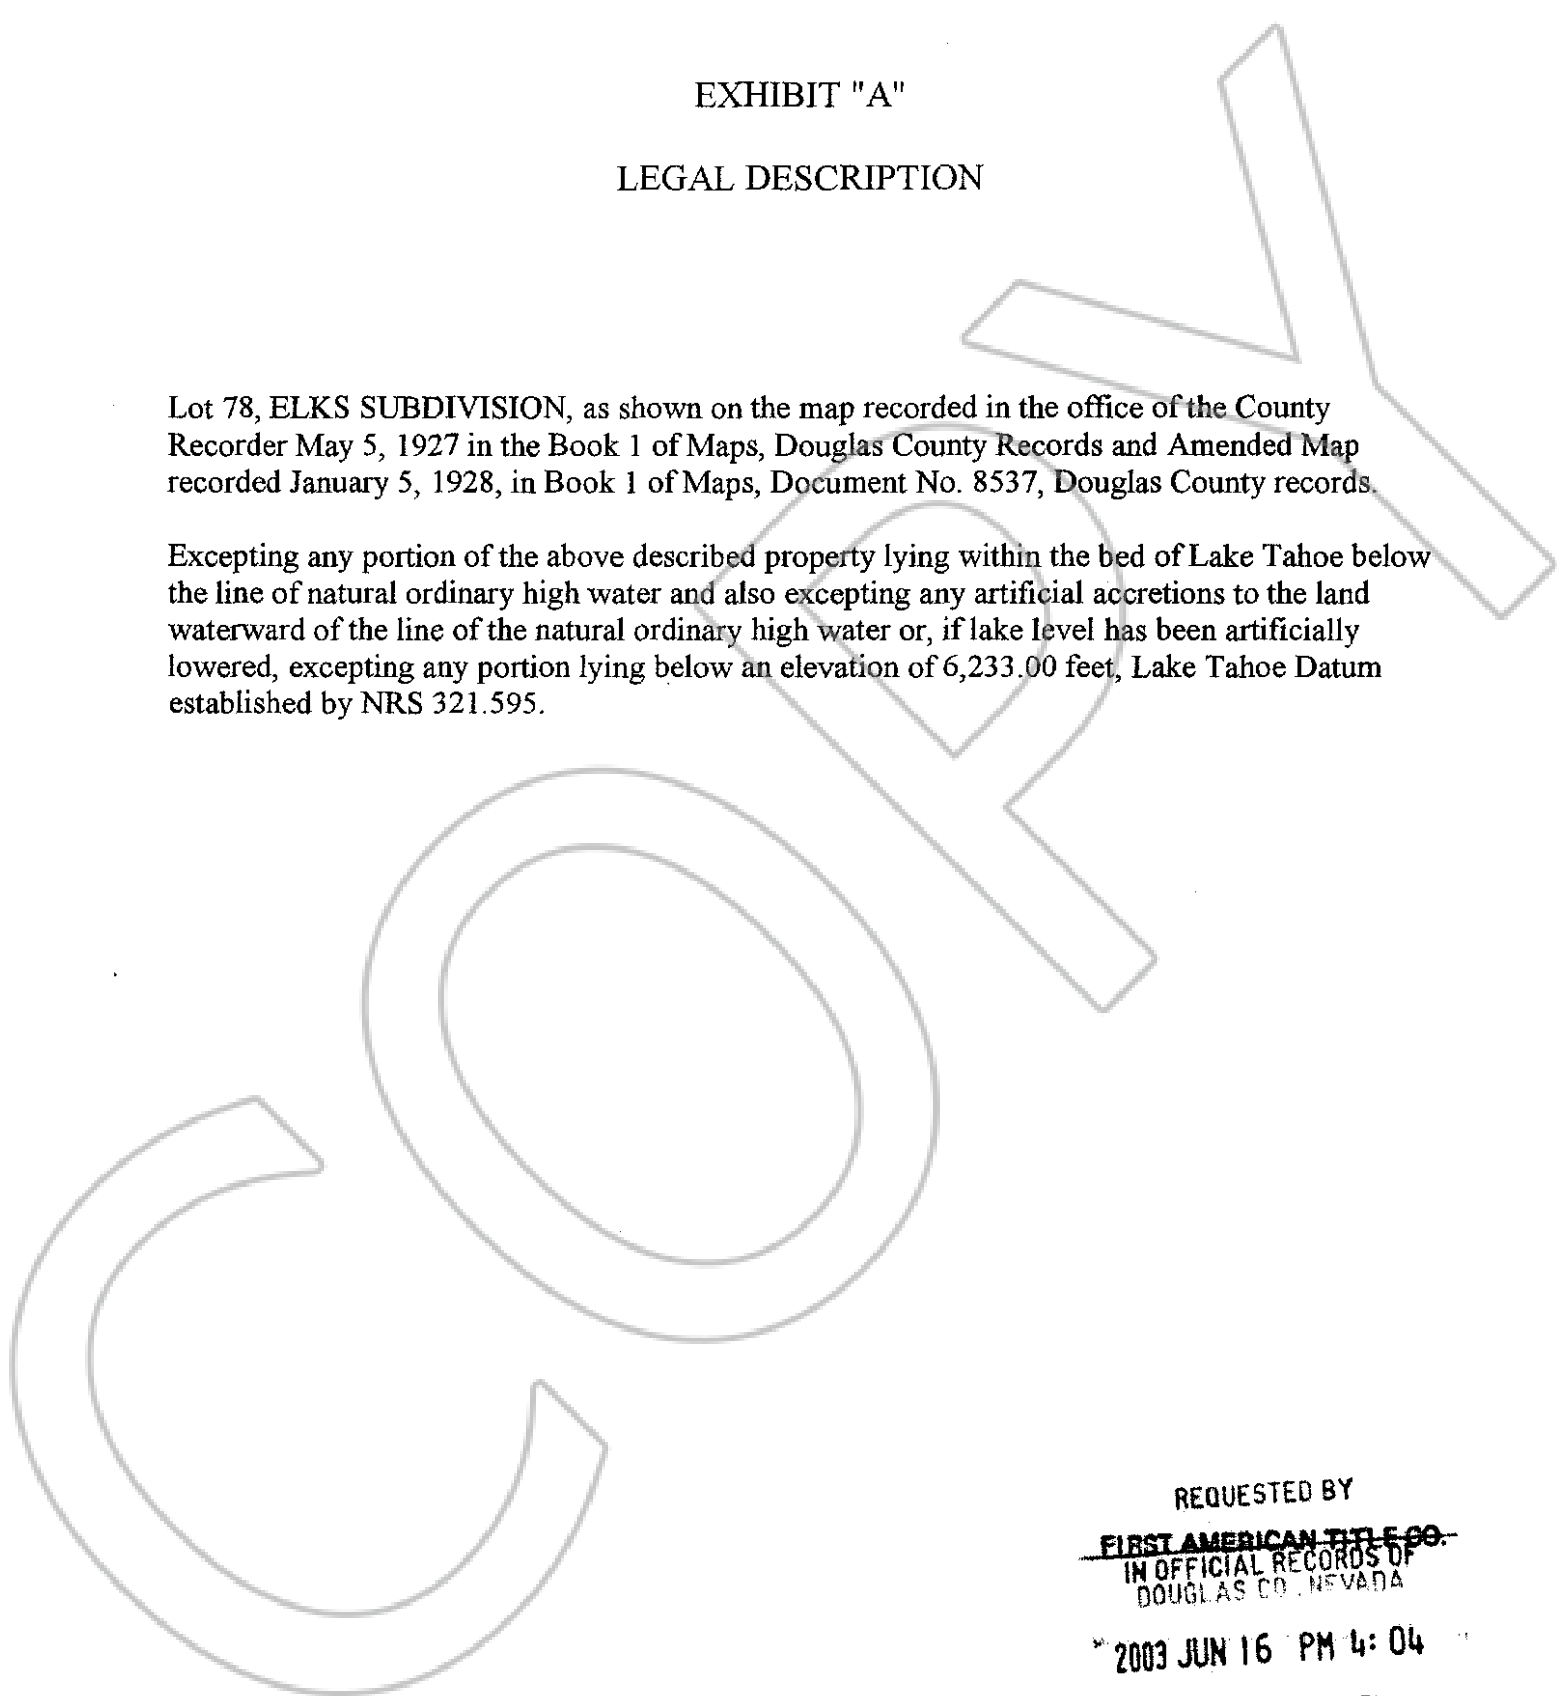 EXHIBIT "A"
LEGAL DESCRIPTION
Lot 78, ELKS SUBDIVISION, as shown on the map recorded in the office of the County
Recorder May 5, 1927 in the Book 1 of Maps, Douglas County Records and Amended Map
recorded January 5, 1928, in Book 1 of Maps, Document No. 8537, Douglas County records.
Excepting any portion of the above described property lying within the bed of Lake Tahoe below
the line of natural ordinary high water and also excepting any artificial accretions to the land
waterward of the line of the natural ordinary high water or, if lake level has been artificially
lowered, excepting any portion lying below an elevation of 6,233.00 feet, Lake Tahoe Datum
established by NRS 321.595.
COPY
REQUESTED BY
FIRST AMERICAN TITLE CO.
IN OFFICIAL RECORDS OF
DOUGLAS CO. NEVADA
2003 JUN 16 PM 4: 04